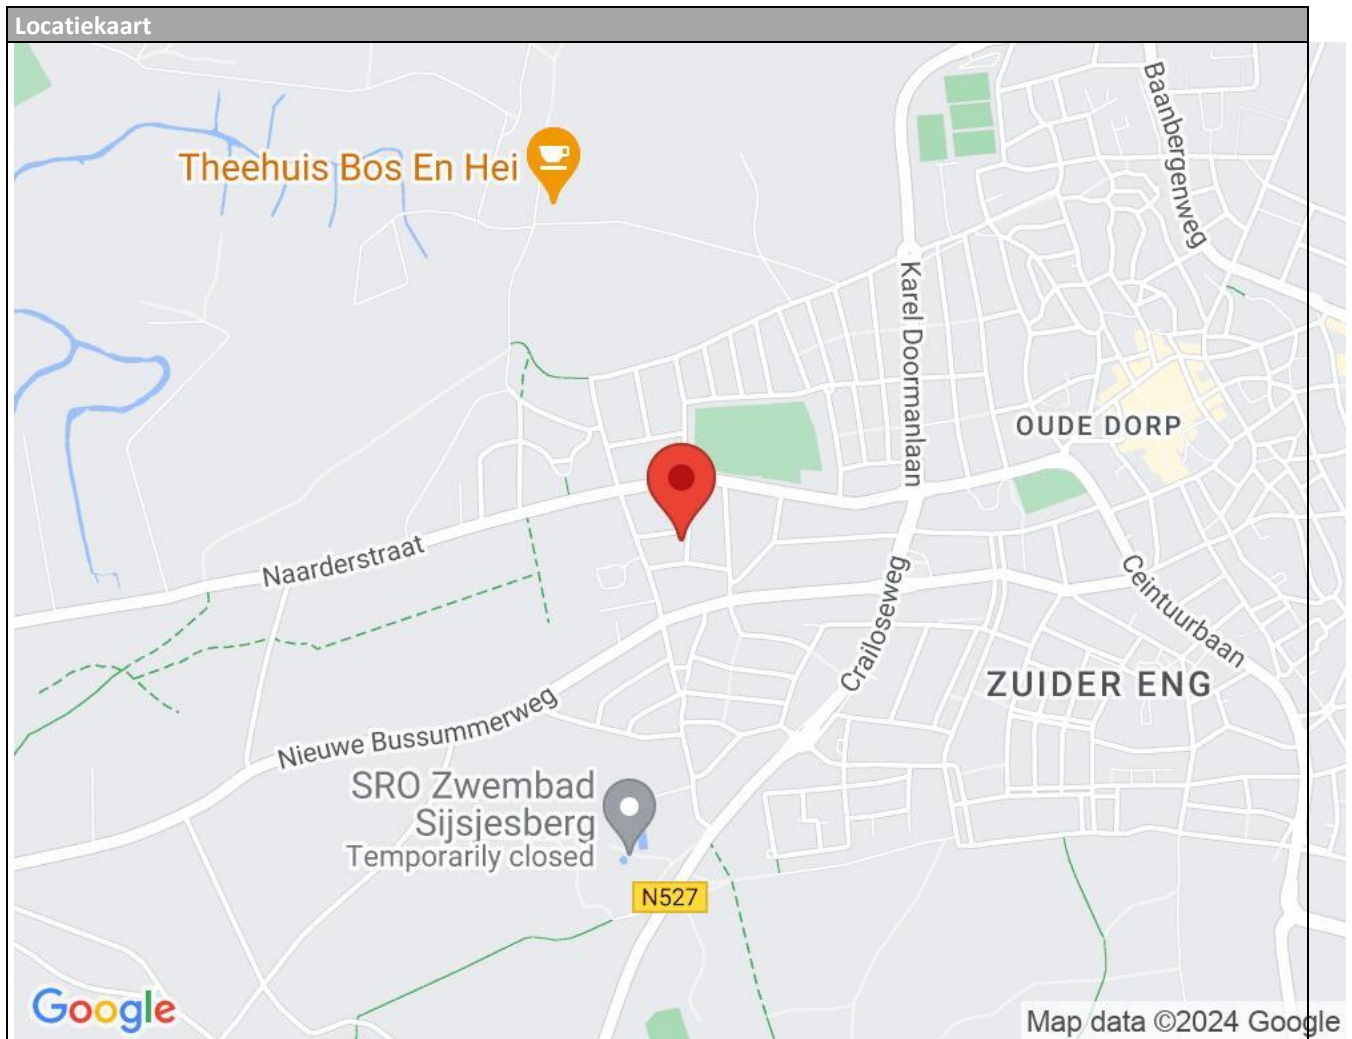 Locatiekaart
Baanbergenweg
Theehuis Bos En Hei
Karel Doormanlaan
OUDE DORP
Naarderstraat
Ceintuurbaan
Crailoseweg
ZUIDER ENG
Nieuwe Bussummerweg
SRO Zwembad
Sijsjesberg
Temporarily closed
N527
Google
Map data ©2024 Google